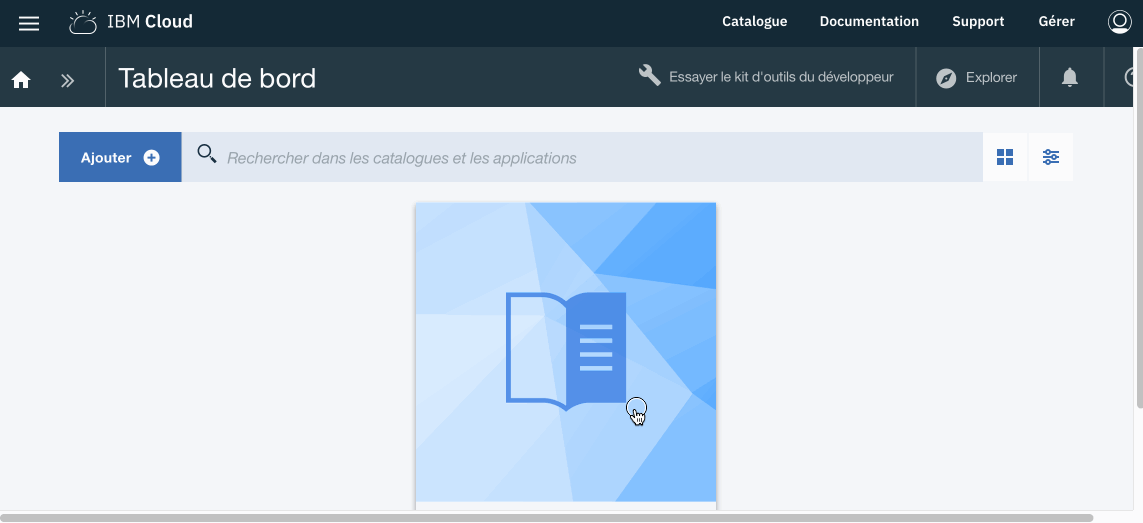 IBM Cloud
Catalogue
Documentation
Support
Gérer
Tableau de bord
Essayer le kit d'outils du développeur
Explorer
Ajouter
Rechercher dans les catalogues et les applications